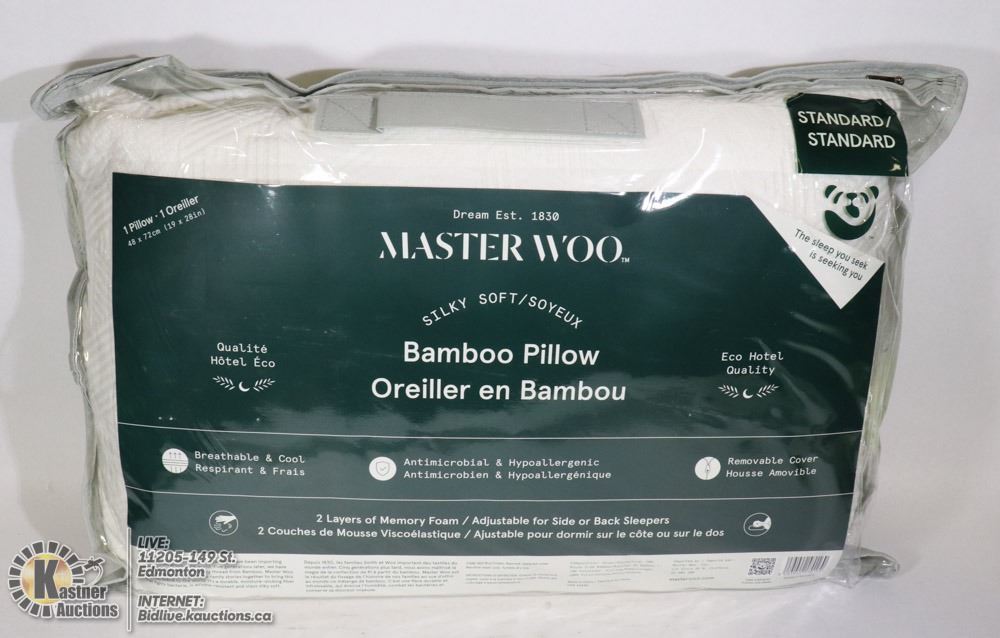 STANDARD/
STANDARD
1 Pillow · 1 Oreiller
48 x 72cm (19 x 28in)
Dream Est. 1830
MASTER WOO™
The sleep you seek
is seeking you
SILKY SOFT/SOYEUX
Bamboo Pillow
Oreiller en Bambou
Qualité
Hôtel Éco
Eco Hotel
Quality
Breathable & Cool
Respirant & Frais
Antimicrobial & Hypoallergenic
Antimicrobien & Hypoallergénique
Removable Cover
Housse Amovible
2 Layers of Memory Foam / Adjustable for Side or Back Sleepers
2 Couches de Mousse Viscoélastique / Ajustable pour dormir sur le côté ou sur le dos
masterwoo.com
Kastner
Auctions
LIVE:
11205-149 St.
Edmonton
INTERNET:
Bidlive.kauctions.ca